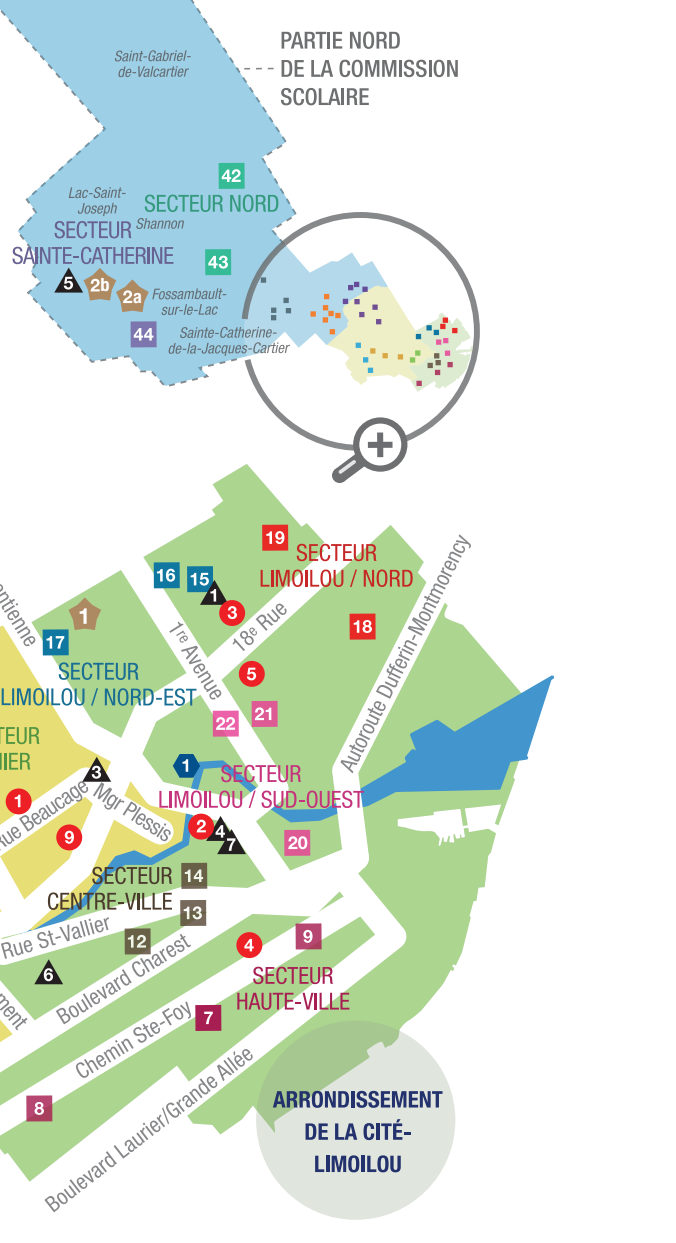 Saint-Gabriel-
de-Valcartier
PARTIE NORD
DE LA COMMISSION
SCOLAIRE
42
Lac-Saint-
Joseph
SECTEUR NORD
Shannon
SECTEUR
SAINTE-CATHERINE
43
5
2b
2a
Fossambault-
sur-le-Lac
44
Sainte-Catherine-
de-la-Jacques-Cartier
19
SECTEUR
LIMOILOU / NORD
16
15
1
3
18e Rue
18
Autoroute Dufferin-Montmorency
1
17
1re Avenue
5
SECTEUR
LIMOILOU / NORD-EST
22
21
3
1
SECTEUR
LIMOILOU / SUD-OUEST
1
Rue Beaucage
Mgr Plessis
9
2
4
7
20
SECTEUR
CENTRE-VILLE
14
13
Rue St-Vallier
12
Boulevard Charest
4
9
6
SECTEUR
HAUTE-VILLE
7
Chemin Ste-Foy
8
Boulevard Laurier/Grande Allée
ARRONDISSEMENT
DE LA CITÉ-
LIMOILOU